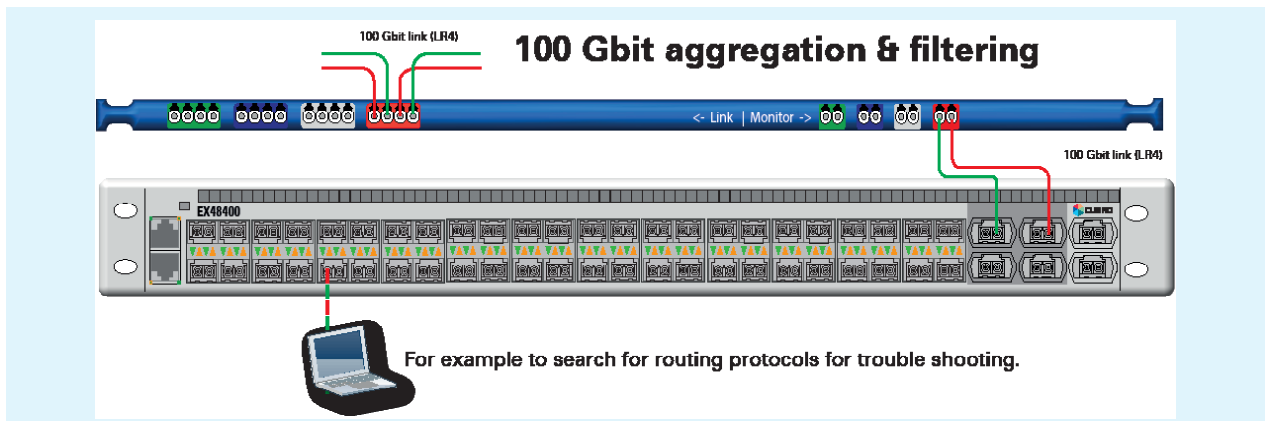 100 Gbit link (LR4)
100 Gbit aggregation & filtering
<- Link | Monitor ->
100 Gbit link (LR4)
EX48400
CUBRO
For example to search for routing protocols for trouble shooting.